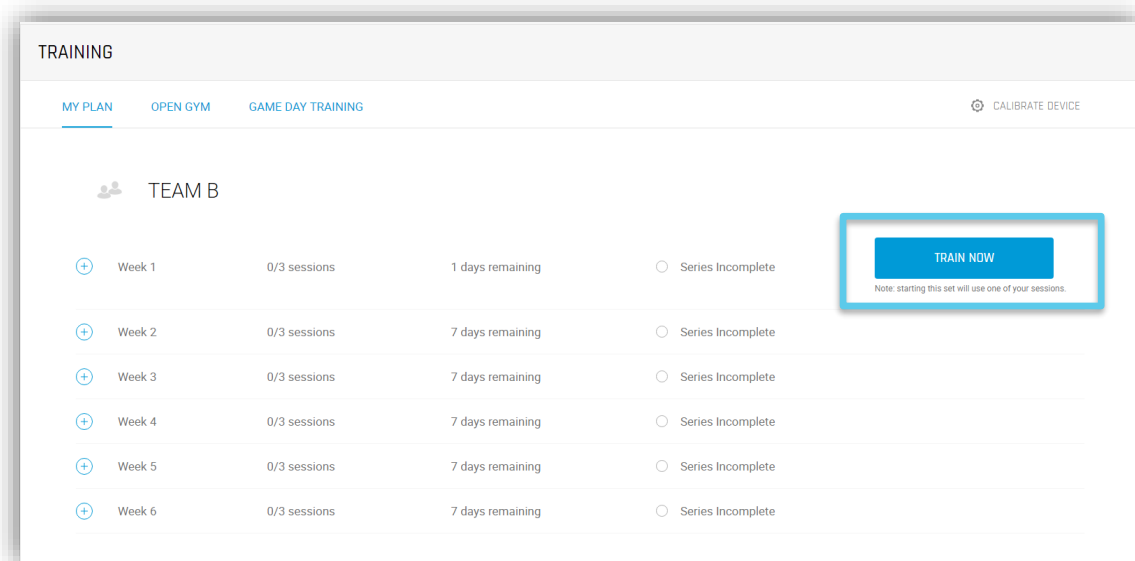 TRAINING
MY PLAN OPEN GYM GAME DAY TRAINING CALIBRATE DEVICE
TEAM B
Week 1 0/3 sessions 1 days remaining Series Incomplete TRAIN NOW
Note: starting this set will use one of your sessions.
Week 2 0/3 sessions 7 days remaining Series Incomplete
Week 3 0/3 sessions 7 days remaining Series Incomplete
Week 4 0/3 sessions 7 days remaining Series Incomplete
Week 5 0/3 sessions 7 days remaining Series Incomplete
Week 6 0/3 sessions 7 days remaining Series Incomplete